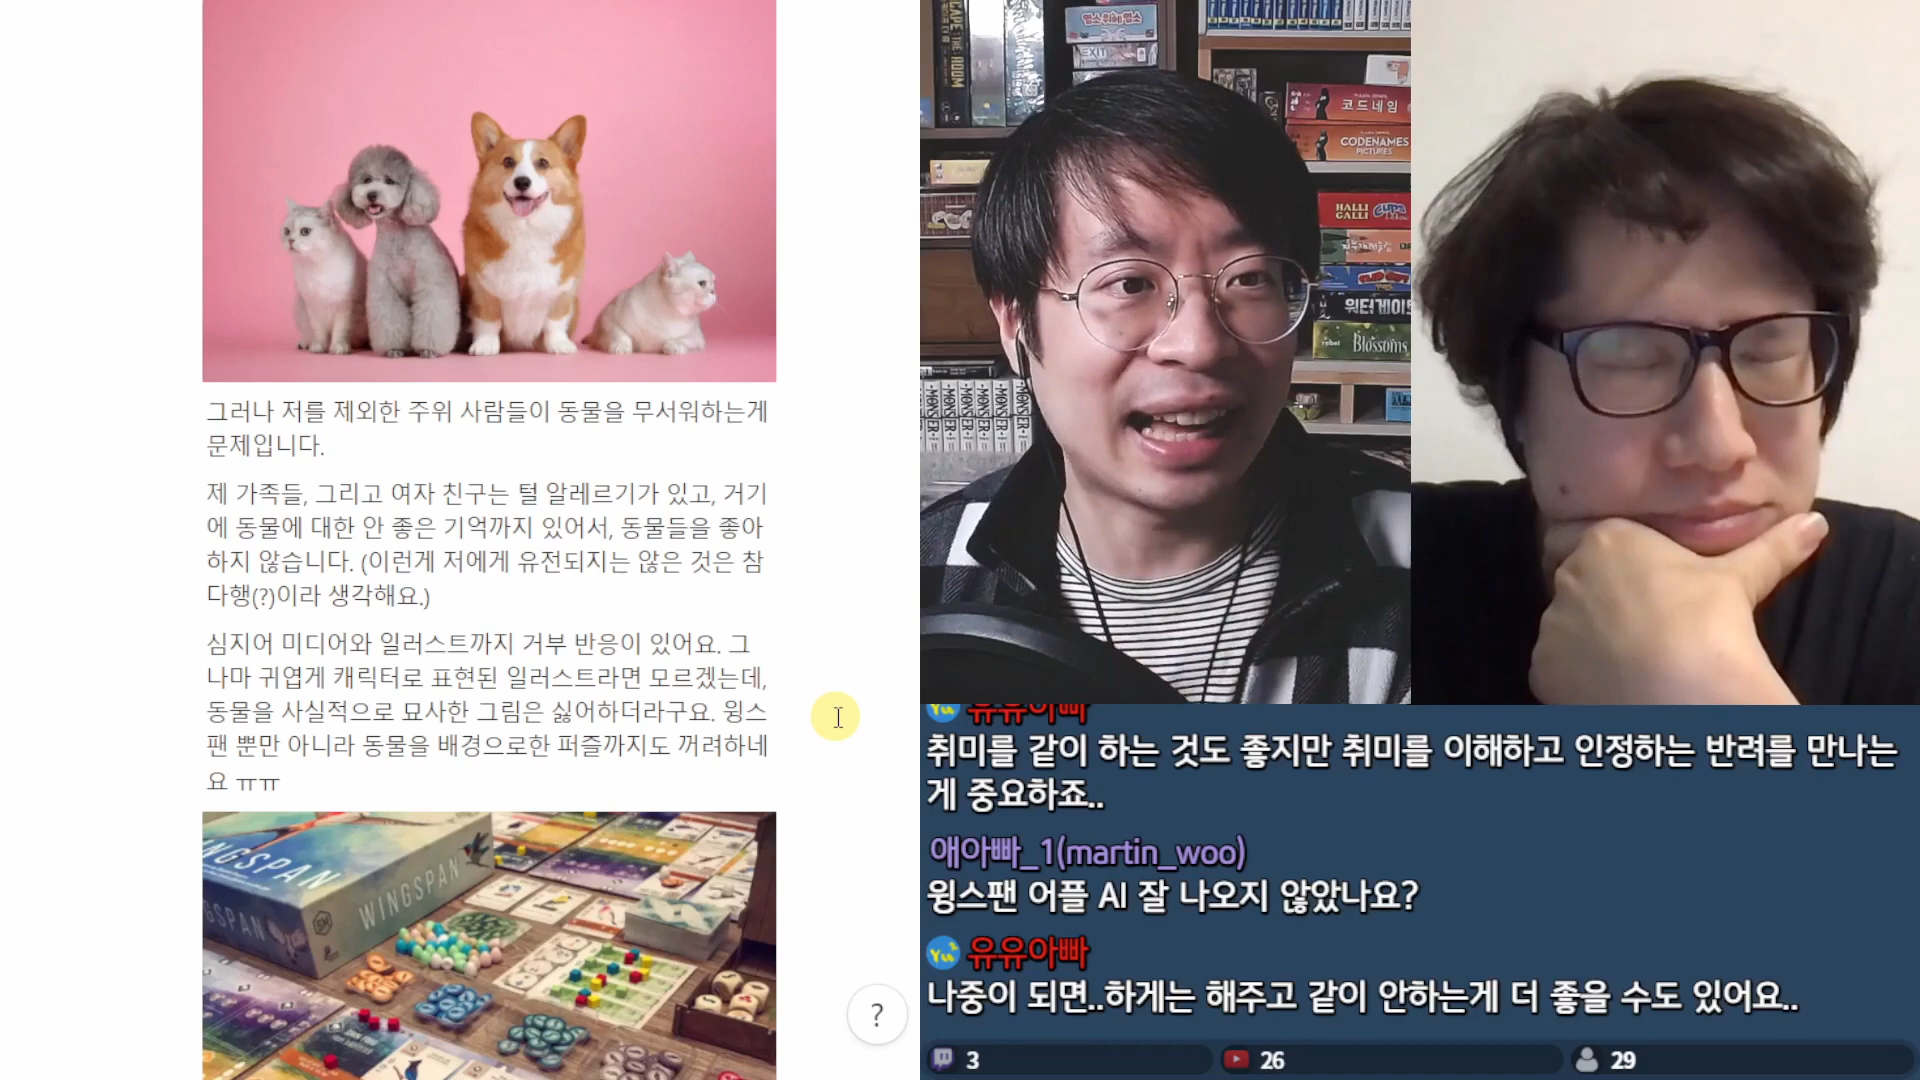 그러나 저를 제외한 주위 사람들이 동물을 무서워하는게
문제입니다.
제 가족들, 그리고 여자 친구는 털 알레르기가 있고, 거기
에 동물에 대한 안 좋은 기억까지 있어서, 동물들을 좋아
하지 않습니다. (이런게 저에게 유전되지는 않은 것은 참
다행(?)이라 생각해요.)
심지어 미디어와 일러스트까지 거부 반응이 있어요. 그
나마 귀엽게 캐릭터로 표현된 일러스트라면 모르겠는데,
동물을 사실적으로 묘사한 그림은 싫어하더라구요. 윙스
팬 뿐만 아니라 동물을 배경으로한 퍼즐까지도 꺼려하네
요 ㅠㅠ
NGSPAN
WINGSPAN
GSPAN
?
CAPE THE ROOM
EXIT
코드네임
CODENAMES
PICTURES
HALLI
GALLI
CUPS
워터게이트
Blossoms
MONSTER
유유아빠
취미를 같이 하는 것도 좋지만 취미를 이해하고 인정하는 반려를 만나는
게 중요하죠..
애아빠_1(martin_woo)
윙스팬 어플 AI 잘 나오지 않았나요?
유유아빠
나중이 되면..하게는 해주고 같이 안하는게 더 좋을 수도 있어요..
3
26
29